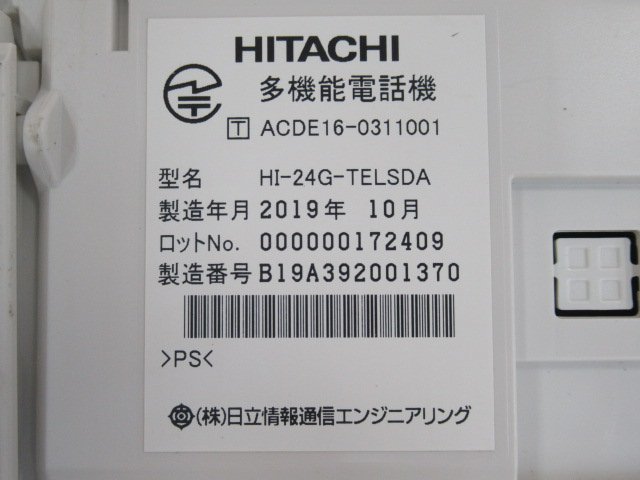 HITACHI
多機能電話機
T ACDE16-0311001
型名 HI-24G-TELSDA
製造年月 2019年 10月
ロットNo. 000000172409
製造番号 B19A392001370
>PS<
(株)日立情報通信エンジニアリング